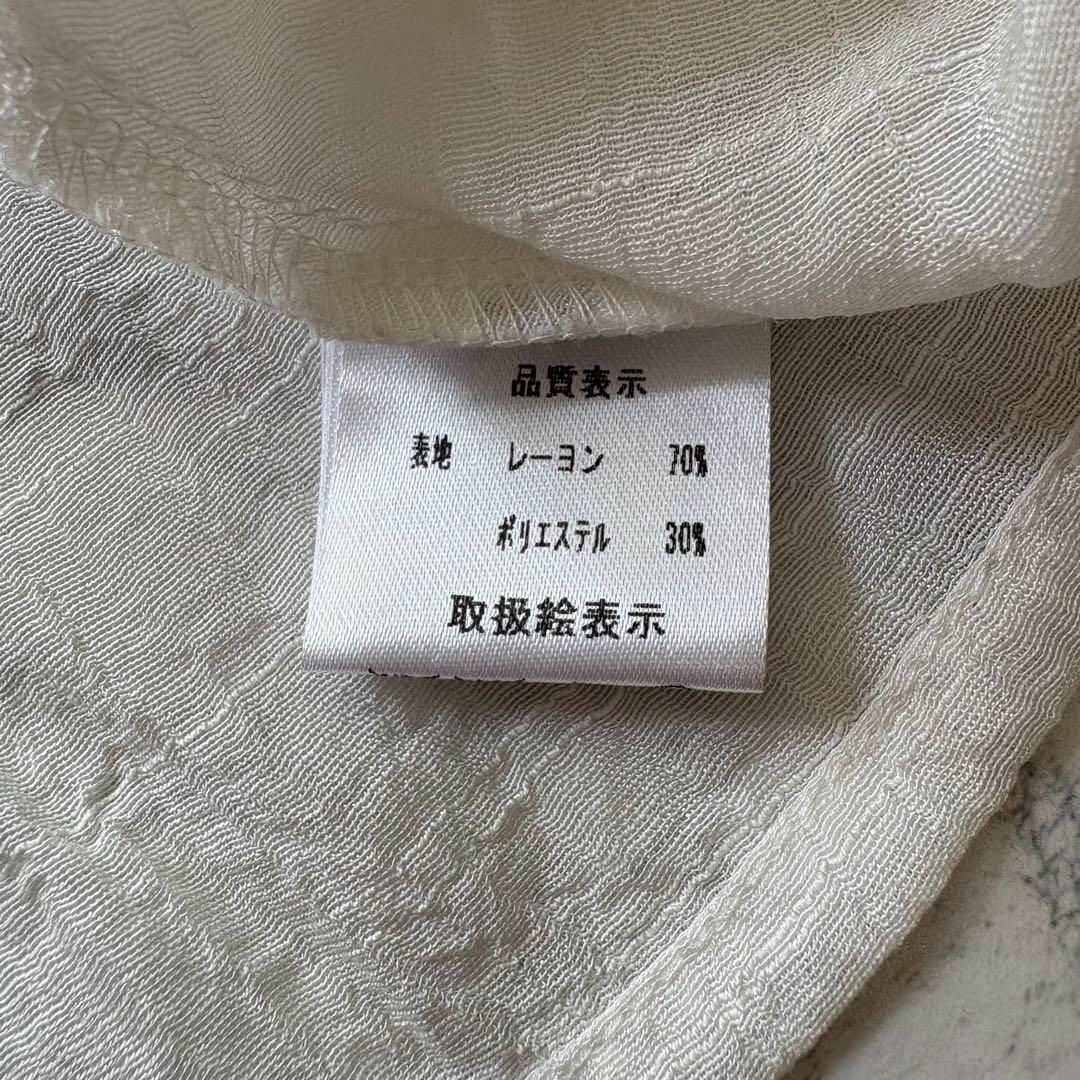 品質表示
表地 レーヨン 70%
ポリエステル 30%
取扱絵表示